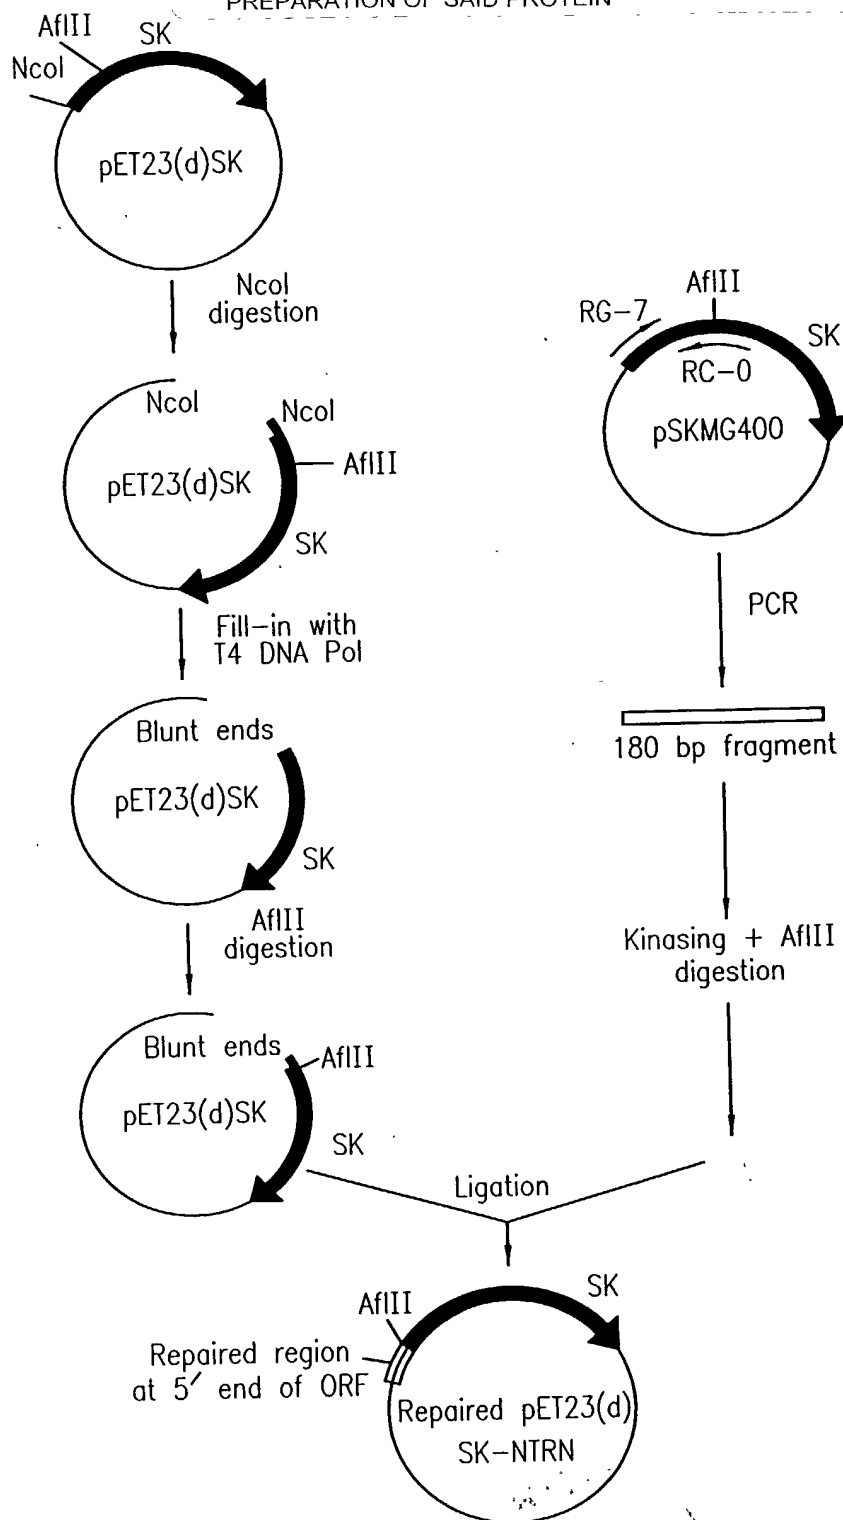 PREPARATION OF SAID PROTEIN
AflII
SK
NcoI
pET23(d)SK
NcoI
digestion
NcoI
NcoI
AflII
pET23(d)SK
SK
Fill-in with
T4 DNA Pol
Blunt ends
pET23(d)SK
SK
AflII
digestion
Blunt ends
AflII
pET23(d)SK
SK
AflII
RG-7
SK
RC-0
pSKMG400
PCR
180 bp fragment
Kinasing + AflII
digestion
Ligation
SK
AflII
Repaired region
at 5′ end of ORF
Repaired pET23(d)
SK-NTRN